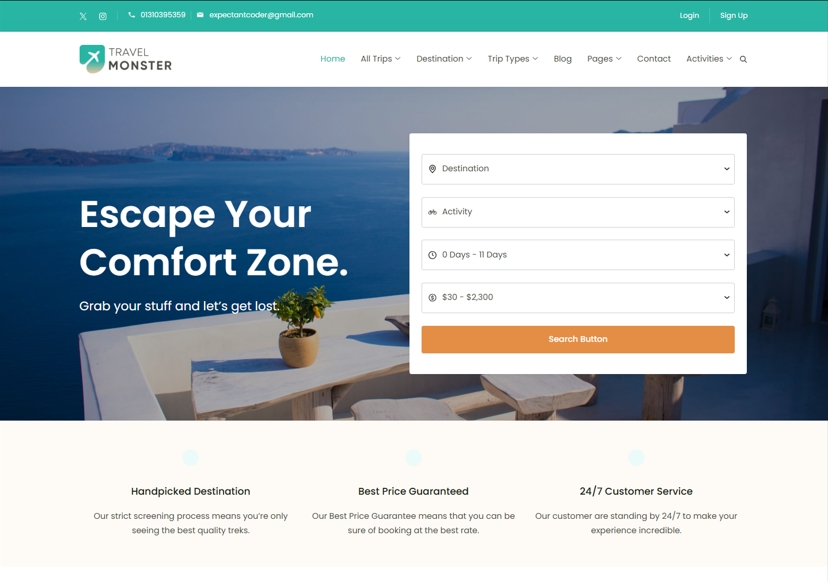 01310395359
expectantcoder@gmail.com
Login
Sign Up
TRAVEL
MONSTER
Home
All Trips
Destination
Trip Types
Blog
Pages
Contact
Activities
Escape Your
Comfort Zone.
Grab your stuff and let’s get lost.
Destination
Activity
0 Days - 11 Days
$30 - $2,300
Search Button
Handpicked Destination
Our strict screening process means you’re only
seeing the best quality treks.
Best Price Guaranteed
Our Best Price Guarantee means that you can be
sure of booking at the best rate.
24/7 Customer Service
Our customer are standing by 24/7 to make your
experience incredible.